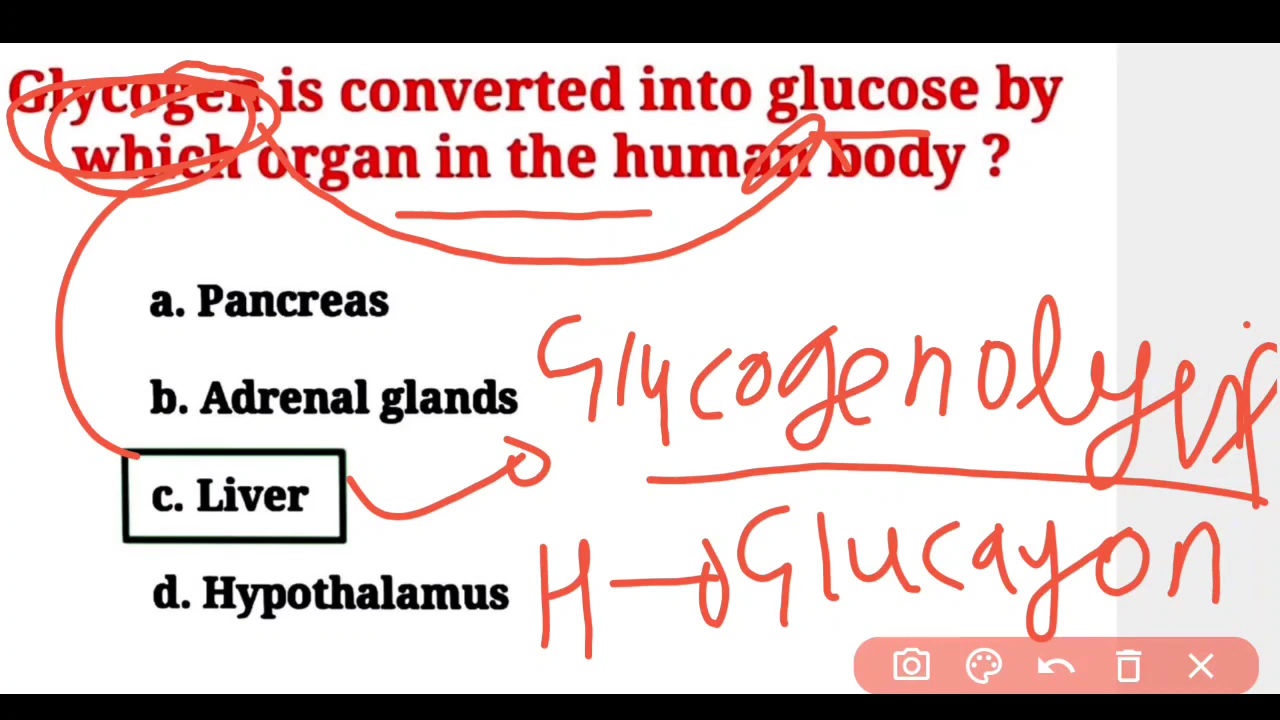 Glycogen is converted into glucose by
which organ in the human body ?
a. Pancreas
b. Adrenal glands
c. Liver
d. Hypothalamus
Glycogenolysis
H → Glucagon